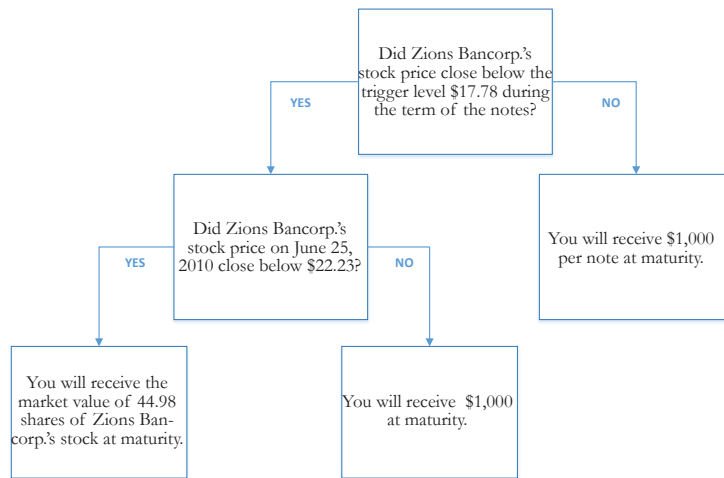 Did Zions Bancorp.'s
stock price close below the
trigger level $17.78 during
the term of the notes?
YES
NO
Did Zions Bancorp.'s
stock price on June 25,
2010 close below $22.23?
You will receive $1,000
per note at maturity.
YES
NO
You will receive the
market value of 44.98
shares of Zions Ban-
corp.'s stock at maturity.
You will receive $1,000
at maturity.